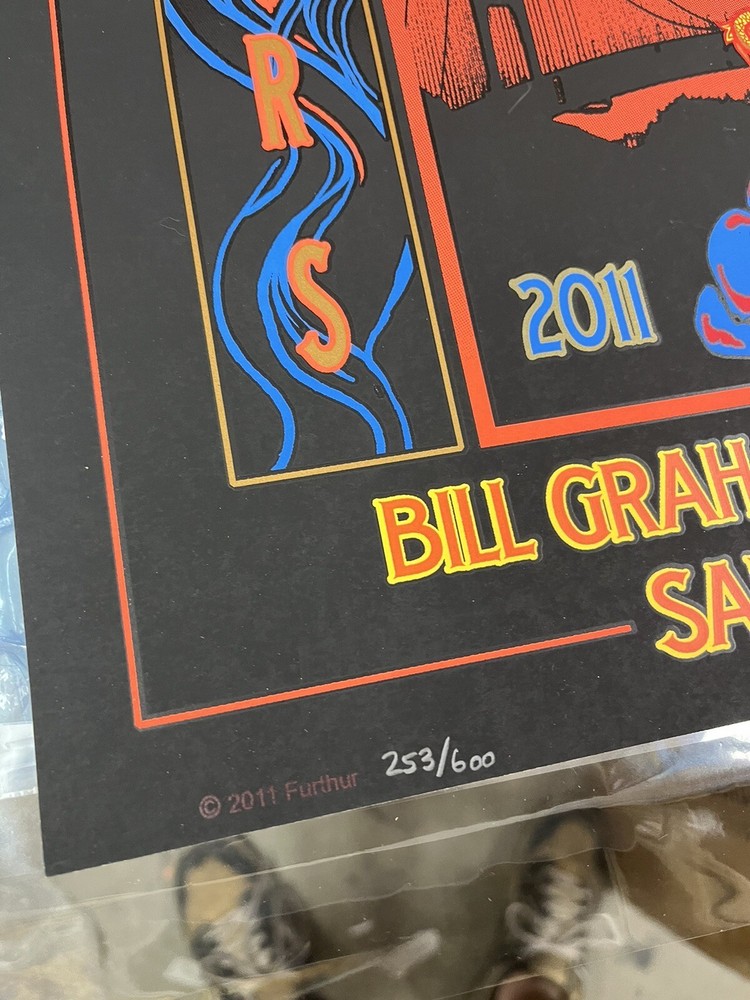 R
S
2011
BILL GRAH
SA
253/600
© 2011 Furthur